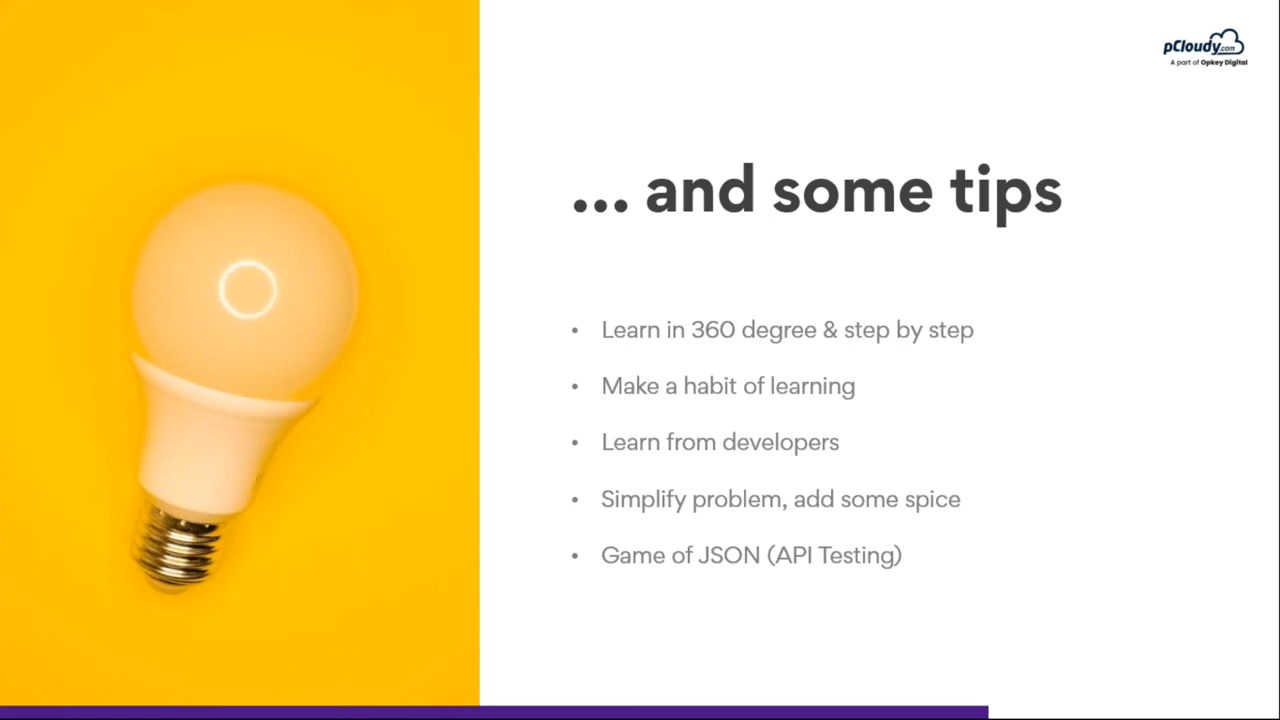 pCloudy.com
A part of Opkey Digital
... and some tips
• Learn in 360 degree & step by step
• Make a habit of learning
• Learn from developers
• Simplify problem, add some spice
• Game of JSON (API Testing)